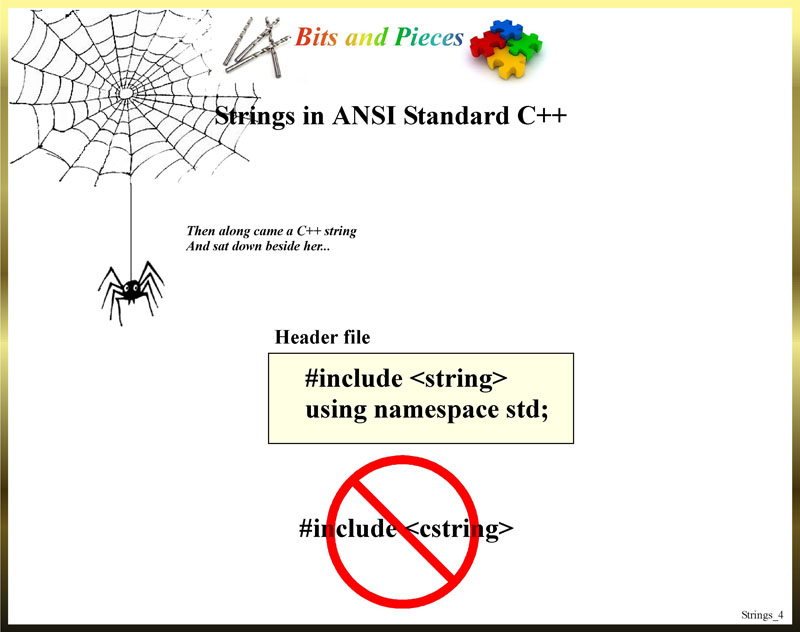 Bits and Pieces
Strings in ANSI Standard C++
Then along came a C++ string
And sat down beside her...
Header file
#include <string>
using namespace std;
#include <cstring>
Strings_4